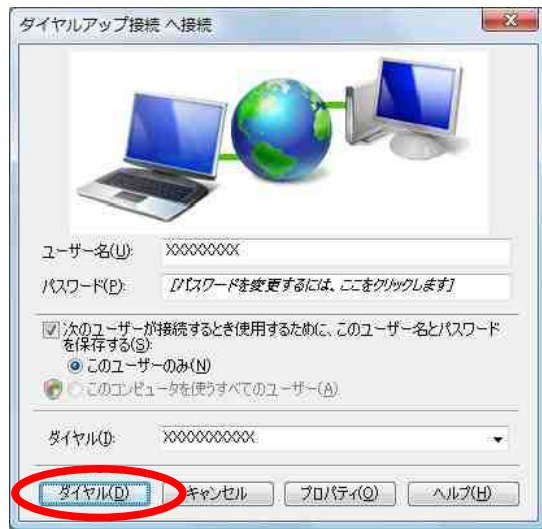 ダイヤルアップ接続 へ接続
ユーザー名(U): XXXXXXXX
パスワード(P): [パスワードを変更するには、ここをクリックします]
次のユーザーが接続するとき使用するために、このユーザー名とパスワード
を保存する(S):
このユーザーのみ(N)
このコンピュータを使うすべてのユーザー(A)
ダイヤル(I): XXXXXXXXXX
ダイヤル(D) キャンセル プロパティ(O) ヘルプ(H)